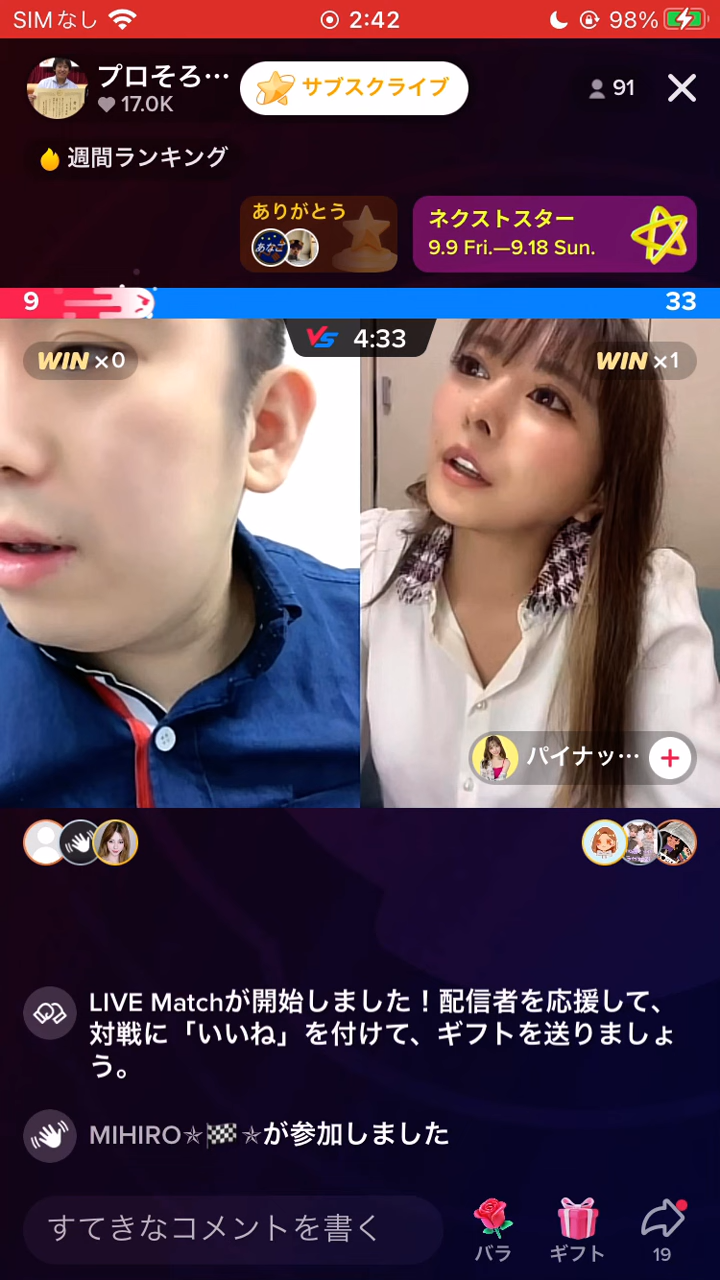 SIMなし 2:42 98%
プロそろ…
サブスクライブ
17.0K
91
週間ランキング
ありがとう
あなご
ネクストスター
9.9 Fri.—9.18 Sun.
9 33
VS 4:33
WIN ×0 WIN ×1
パイナッ…
LIVE Matchが開始しました！配信者を応援して、
対戦に「いいね」を付けて、ギフトを送りましょ
う。
MIHIRO✯🏁✯が参加しました
すてきなコメントを書く
バラ ギフト 19